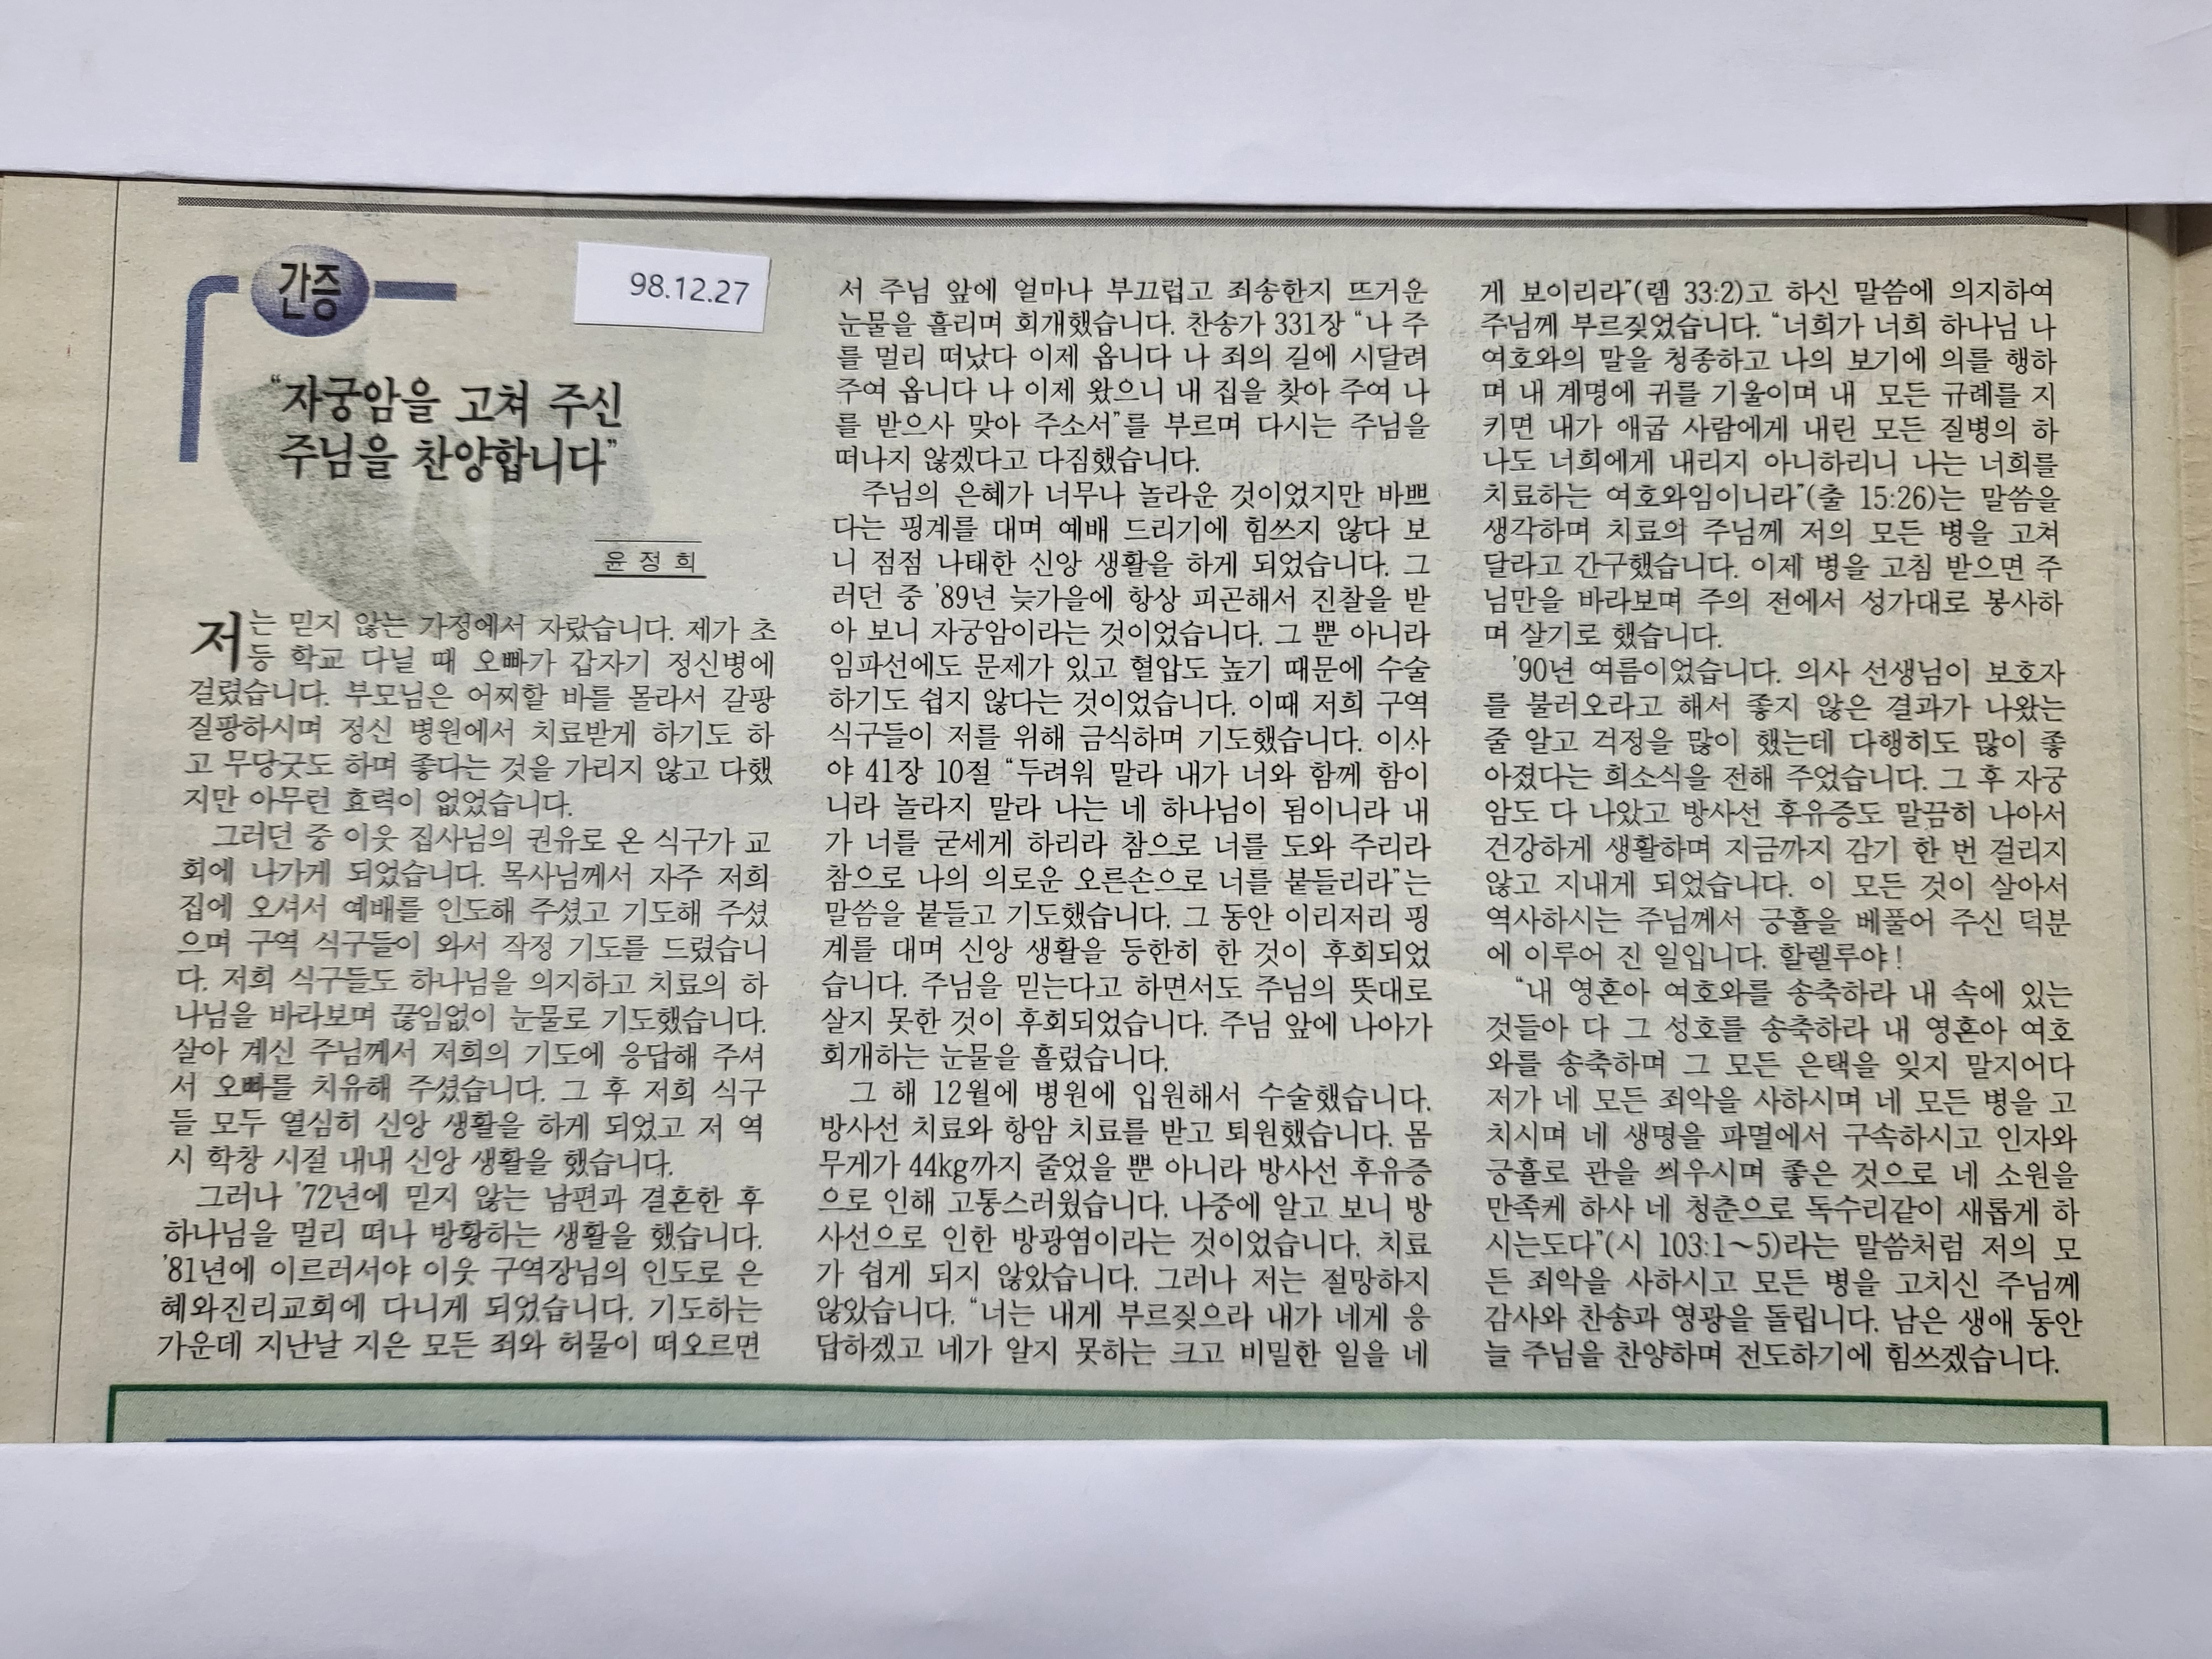 간증
98.12.27
“자궁암을 고쳐 주신
주님을 찬양합니다”
윤정희
저는 믿지 않는 가정에서 자랐습니다. 제가 초
등 학교 다닐 때 오빠가 갑자기 정신병에
걸렸습니다. 부모님은 어찌할 바를 몰라서 갈팡
질팡하시며 정신 병원에서 치료받게 하기도 하
고 무당굿도 하며 좋다는 것을 가리지 않고 다했
지만 아무런 효력이 없었습니다.
그러던 중 이웃 집사님의 권유로 온 식구가 교
회에 나가게 되었습니다. 목사님께서 자주 저희
집에 오셔서 예배를 인도해 주셨고 기도해 주셨
으며 구역 식구들이 와서 작정 기도를 드렸습니
다. 저희 식구들도 하나님을 의지하고 치료의 하
나님을 바라보며 끊임없이 눈물로 기도했습니다.
살아 계신 주님께서 저희의 기도에 응답해 주셔
서 오빠를 치유해 주셨습니다. 그 후 저희 식구
들 모두 열심히 신앙 생활을 하게 되었고 저 역
시 학창 시절 내내 신앙 생활을 했습니다.
그러나 '72년에 믿지 않는 남편과 결혼한 후
하나님을 멀리 떠나 방황하는 생활을 했습니다.
'81년에 이르러서야 이웃 구역장님의 인도로 은
혜와진리교회에 다니게 되었습니다. 기도하는
가운데 지난날 지은 모든 죄와 허물이 떠오르면
서 주님 앞에 얼마나 부끄럽고 죄송한지 뜨거운
눈물을 흘리며 회개했습니다. 찬송가 331장 “나 주
를 멀리 떠났다 이제 옵니다 나 죄의 길에 시달려
주여 옵니다 나 이제 왔으니 내 집을 찾아 주여 나
를 받으사 맞아 주소서”를 부르며 다시는 주님을
떠나지 않겠다고 다짐했습니다.
주님의 은혜가 너무나 놀라운 것이었지만 바쁘
다는 핑계를 대며 예배 드리기에 힘쓰지 않다 보
니 점점 나태한 신앙 생활을 하게 되었습니다. 그
러던 중 '89년 늦가을에 항상 피곤해서 진찰을 받
아 보니 자궁암이라는 것이었습니다. 그 뿐 아니라
임파선에도 문제가 있고 혈압도 높기 때문에 수술
하기도 쉽지 않다는 것이었습니다. 이때 저희 구역
식구들이 저를 위해 금식하며 기도했습니다. 이사
야 41장 10절 “두려워 말라 내가 너와 함께 함이
니라 놀라지 말라 나는 네 하나님이 됨이니라 내
가 너를 굳세게 하리라 참으로 너를 도와 주리라
참으로 나의 의로운 오른손으로 너를 붙들리라”는
말씀을 붙들고 기도했습니다. 그 동안 이리저리 핑
계를 대며 신앙 생활을 등한히 한 것이 후회되었
습니다. 주님을 믿는다고 하면서도 주님의 뜻대로
살지 못한 것이 후회되었습니다. 주님 앞에 나아가
회개하는 눈물을 흘렸습니다.
그 해 12월에 병원에 입원해서 수술했습니다.
방사선 치료와 항암 치료를 받고 퇴원했습니다. 몸
무게가 44kg까지 줄었을 뿐 아니라 방사선 후유증
으로 인해 고통스러웠습니다. 나중에 알고 보니 방
사선으로 인한 방광염이라는 것이었습니다. 치료
가 쉽게 되지 않았습니다. 그러나 저는 절망하지
않았습니다. “너는 내게 부르짖으라 내가 네게 응
답하겠고 네가 알지 못하는 크고 비밀한 일을 네
게 보이리라”(렘 33:2)고 하신 말씀에 의지하여
주님께 부르짖었습니다. “너희가 너희 하나님 나
여호와의 말을 청종하고 나의 보기에 의를 행하
며 내 계명에 귀를 기울이며 내 모든 규례를 지
키면 내가 애굽 사람에게 내린 모든 질병의 하
나도 너희에게 내리지 아니하리니 나는 너희를
치료하는 여호와임이니라”(출 15:26)는 말씀을
생각하며 치료의 주님께 저의 모든 병을 고쳐
달라고 간구했습니다. 이제 병을 고침 받으면 주
님만을 바라보며 주의 전에서 성가대로 봉사하
며 살기로 했습니다.
'90년 여름이었습니다. 의사 선생님이 보호자
를 불러오라고 해서 좋지 않은 결과가 나왔는
줄 알고 걱정을 많이 했는데 다행히도 많이 좋
아졌다는 희소식을 전해 주었습니다. 그 후 자궁
암도 다 나았고 방사선 후유증도 말끔히 나아서
건강하게 생활하며 지금까지 감기 한 번 걸리지
않고 지내게 되었습니다. 이 모든 것이 살아서
역사하시는 주님께서 긍휼을 베풀어 주신 덕분
에 이루어 진 일입니다. 할렐루야!
“내 영혼아 여호와를 송축하라 내 속에 있는
것들아 다 그 성호를 송축하라 내 영혼아 여호
와를 송축하며 그 모든 은택을 잊지 말지어다
저가 네 모든 죄악을 사하시며 네 모든 병을 고
치시며 네 생명을 파멸에서 구속하시고 인자와
긍휼로 관을 씌우시며 좋은 것으로 네 소원을
만족케 하사 네 청춘으로 독수리같이 새롭게 하
시는도다”(시 103:1~5)라는 말씀처럼 저의 모
든 죄악을 사하시고 모든 병을 고치신 주님께
감사와 찬송과 영광을 돌립니다. 남은 생애 동안
늘 주님을 찬양하며 전도하기에 힘쓰겠습니다.